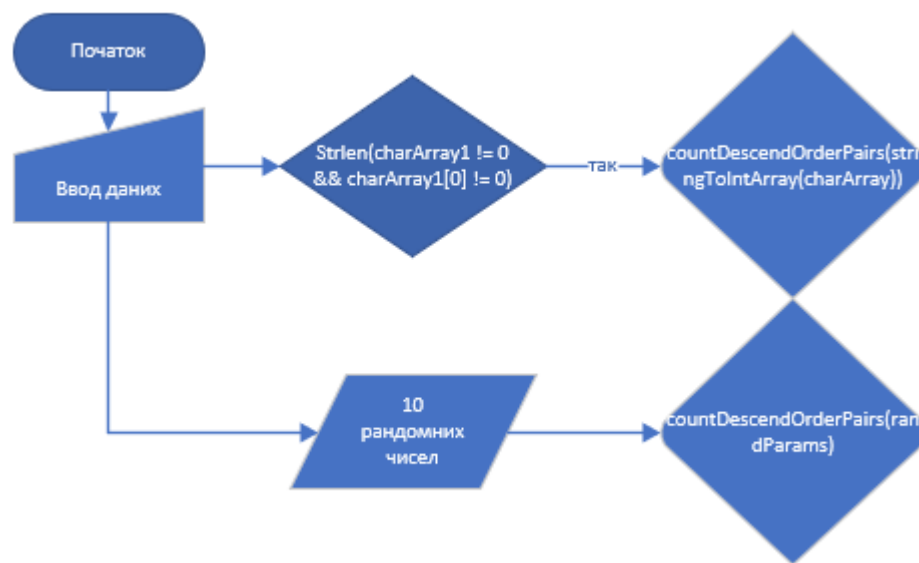 Початок
Ввод даних
Strlen(charArray1 != 0
&& charArray1[0] != 0)
так
countDescendOrderPairs(stri
ngToIntArray(charArray))
10
рандомних
чисел
countDescendOrderPairs(ran
dParams)